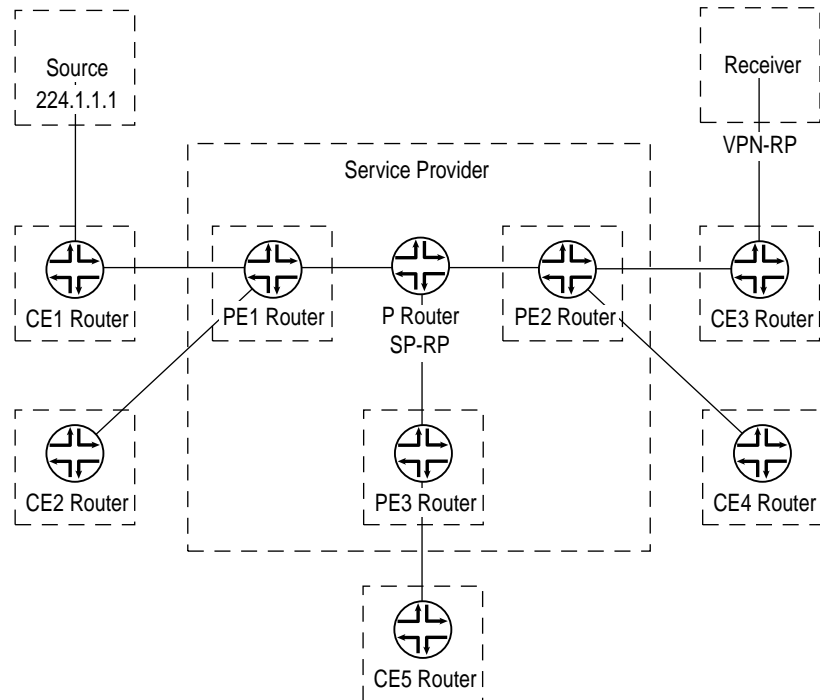 Source
224.1.1.1
Receiver
VPN-RP
Service Provider
CE1 Router
PE1 Router
P Router
SP-RP
PE2 Router
CE3 Router
CE2 Router
PE3 Router
CE4 Router
CE5 Router